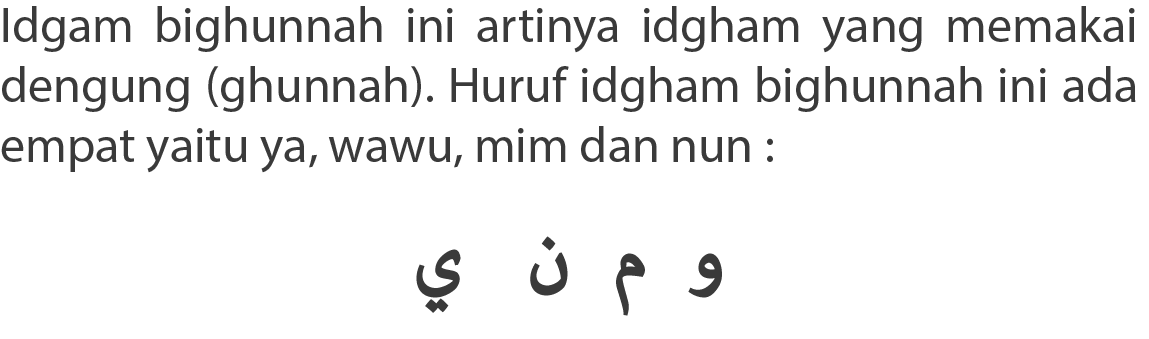 Idgam bighunnah ini artinya idgham yang memakai
dengung (ghunnah). Huruf idgham bighunnah ini ada
empat yaitu ya, wawu, mim dan nun :
و م ن ي